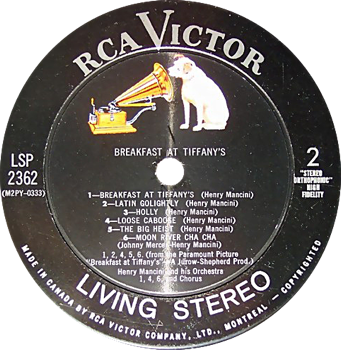 RCA VICTOR
BREAKFAST AT TIFFANY'S
LSP
2362
(M2PY-0333)
2
"STEREO
ORTHOPHONIC"
HIGH
FIDELITY
1—BREAKFAST AT TIFFANY'S (Henry Mancini)
2—LATIN GOLIGHTLY (Henry Mancini)
3—HOLLY (Henry Mancini)
4—LOOSE CABOOSE (Henry Mancini)
5—THE BIG HEIST (Henry Mancini)
6—MOON RIVER CHA CHA
(Johnny Mercer-Henry Mancini)
1, 2, 4, 5, 6, (from the Paramount Picture
"Breakfast at Tiffany's"—A Jurow-Shepherd Prod.)
Henry Mancini and his Orchestra
1, 4, 6, and Chorus
LIVING STEREO
MADE IN CANADA BY RCA VICTOR COMPANY, LTD., MONTREAL